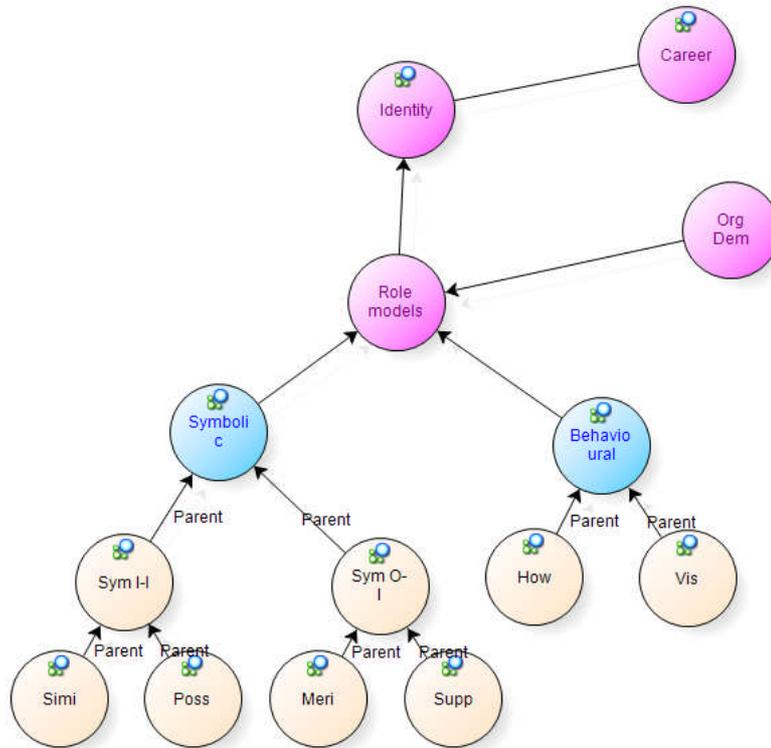 Career
Identity
Org
Dem
Role
models
Symboli
c
Behavio
ural
Parent
Parent
Parent
Parent
Sym I-I
Sym O-
I
How
Vis
Parent
Parent
Parent
Parent
Simi
Poss
Meri
Supp